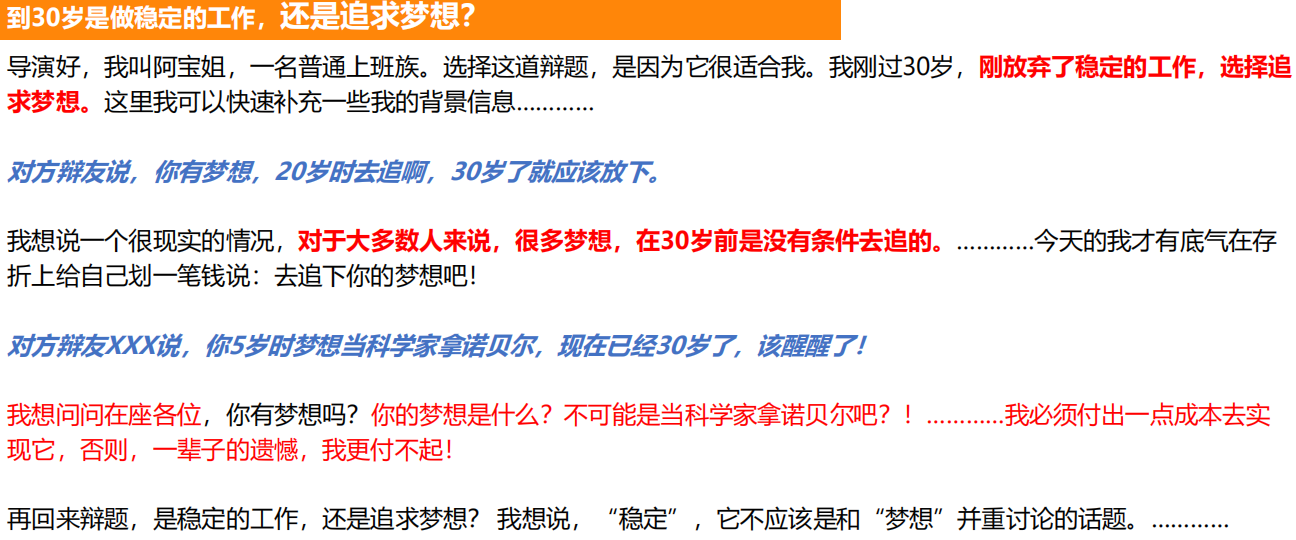 到30岁是做稳定的工作，还是追求梦想？
导演好，我叫阿宝姐，一名普通上班族。选择这道辩题，是因为它很适合我。我刚过30岁，刚放弃了稳定的工作，选择追
求梦想。这里我可以快速补充一些我的背景信息…………
对方辩友说，你有梦想，20岁时去追啊，30岁了就应该放下。
我想说一个很现实的情况，对于大多数人来说，很多梦想，在30岁前是没有条件去追的。…………今天的我才有底气在存
折上给自己划一笔钱说：去追下你的梦想吧！
对方辩友XXX说，你5岁时梦想当科学家拿诺贝尔，现在已经30岁了，该醒醒了！
我想问问在座各位，你有梦想吗？你的梦想是什么？不可能是当科学家拿诺贝尔吧？！…………我必须付出一点成本去实
现它，否则，一辈子的遗憾，我更付不起！
再回来辩题，是稳定的工作，还是追求梦想？ 我想说，“稳定”，它不应该是和“梦想”并重讨论的话题。…………